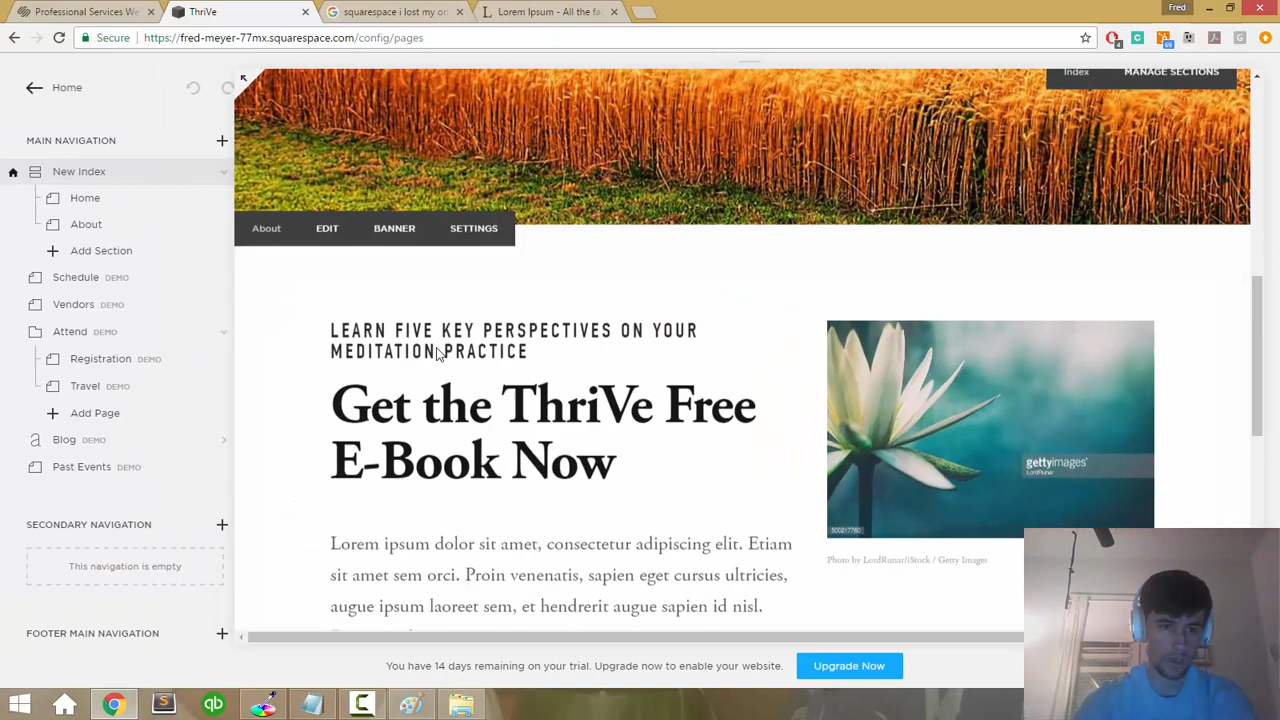 Professional Services We
ThriVe
squarespace i lost my or
Lorem Ipsum - All the fa
Fred
Secure
https://fred-meyer-77mx.squarespace.com/config/pages
Home
Index
MANAGE SECTIONS
MAIN NAVIGATION
New Index
Home
About
Add Section
Schedule DEMO
Vendors DEMO
Attend DEMO
Registration DEMO
Travel DEMO
Add Page
Blog DEMO
Past Events DEMO
SECONDARY NAVIGATION
This navigation is empty
FOOTER MAIN NAVIGATION
About EDIT BANNER SETTINGS
LEARN FIVE KEY PERSPECTIVES ON YOUR
MEDITATION PRACTICE
Get the ThriVe Free
E-Book Now
Lorem ipsum dolor sit amet, consectetur adipiscing elit. Etiam
sit amet sem orci. Proin venenatis, sapien eget cursus ultricies,
augue ipsum laoreet sem, et hendrerit augue sapien id nisl.
gettyimages
LordRunar
500217760
Photo by LordRunar/iStock / Getty Images
You have 14 days remaining on your trial. Upgrade now to enable your website.
Upgrade Now